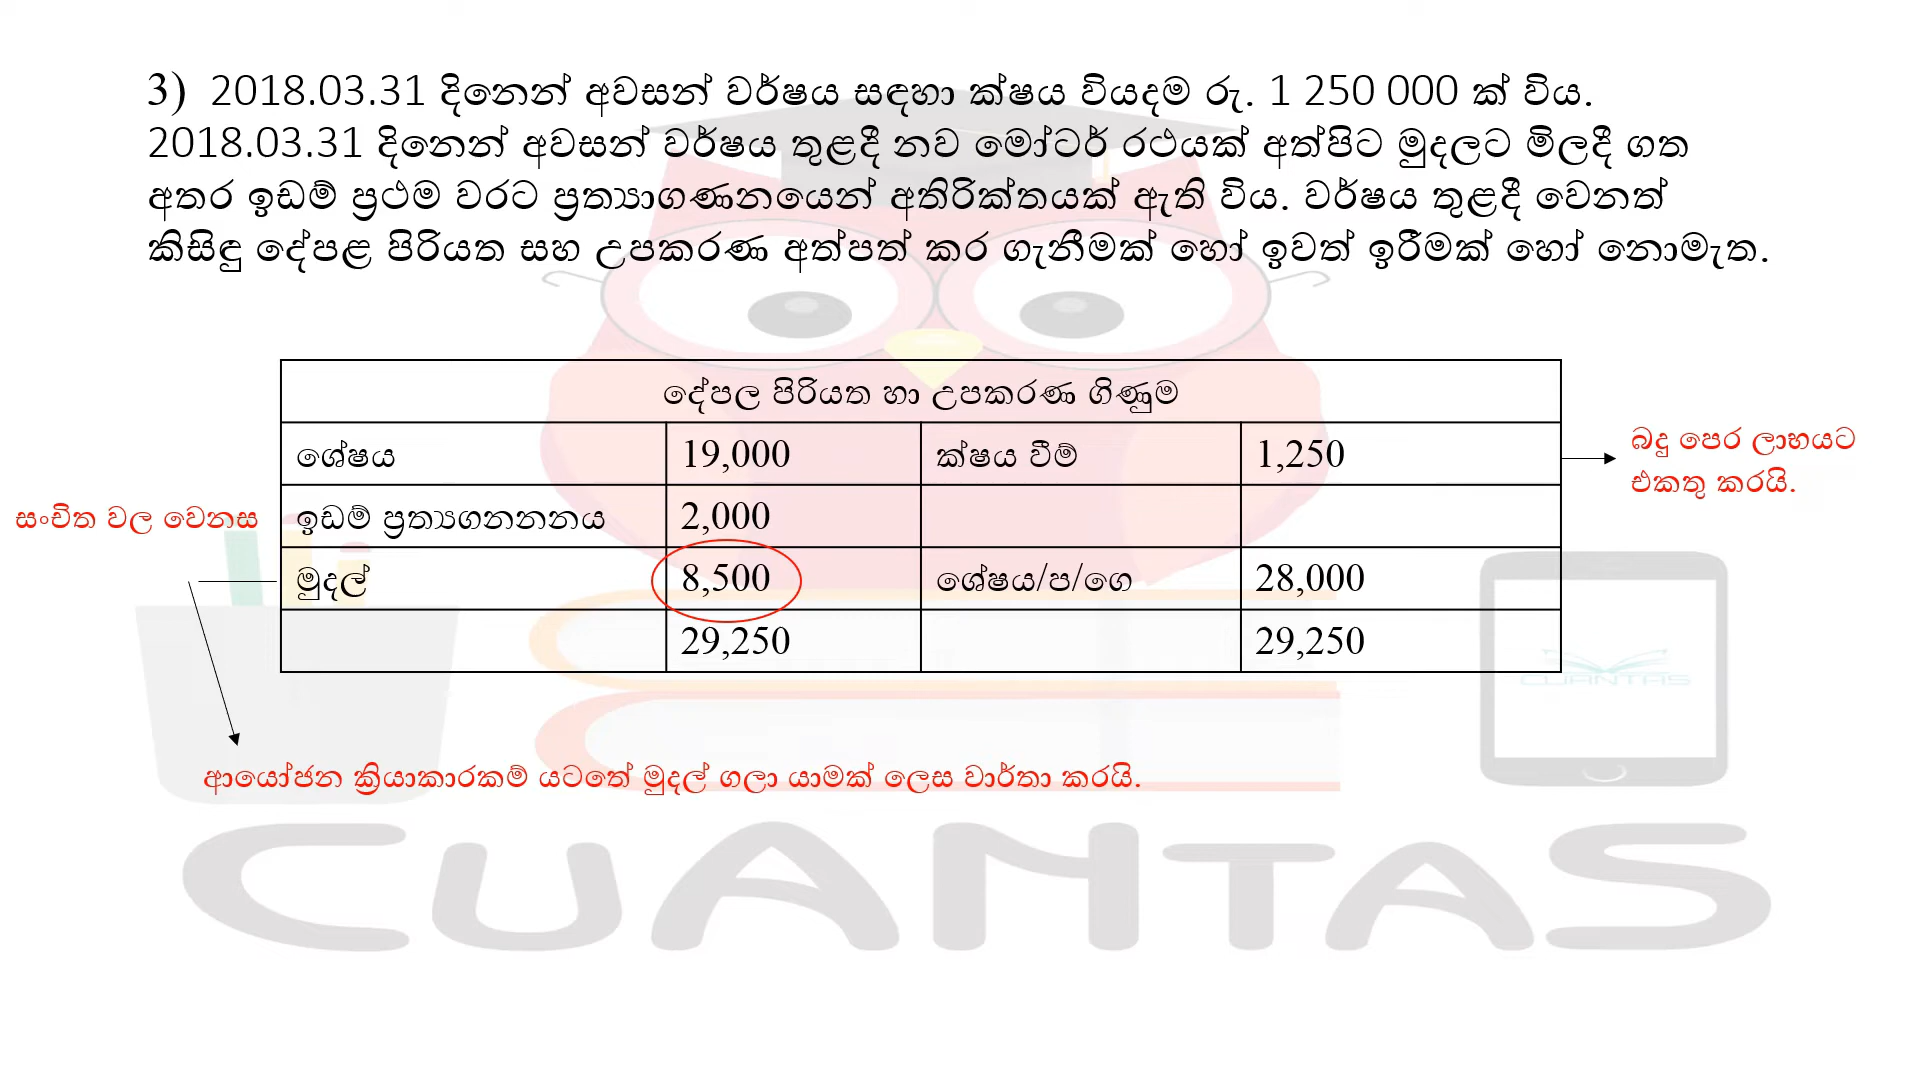 3) 2018.03.31 දිනෙන් අවසන් වර්ෂය සඳහා ක්ෂය වියදම රු. 1 250 000 ක් විය.
2018.03.31 දිනෙන් අවසන් වර්ෂය තුළදී නව මෝටර් රථයක් අත්පිට මුදලට මිලදී ගත
අතර ඉඩම් ප්‍රථම වරට ප්‍රත්‍යාගණනයෙන් අතිරික්තයක් ඇති විය. වර්ෂය තුළදී වෙනත්
කිසිඳු දේපළ පිරියත සහ උපකරණ අත්පත් කර ගැනීමක් හෝ ඉවත් ඉරීමක් හෝ නොමැත.
දේපල පිරියත හා උපකරණ ගිණුම
ශේෂය 19,000 ක්ෂය වීම් 1,250
බදු පෙර ලාභයට
එකතු කරයි.
සංචිත වල වෙනස ඉඩම් ප්‍රත්‍යගනනනය 2,000
මුදල් 8,500 ශේෂය/ප/ගෙ 28,000
29,250 29,250
ආයෝජන ක්‍රියාකාරකම් යටතේ මුදල් ගලා යාමක් ලෙස වාර්තා කරයි.
CUANTAS
CUANTAS